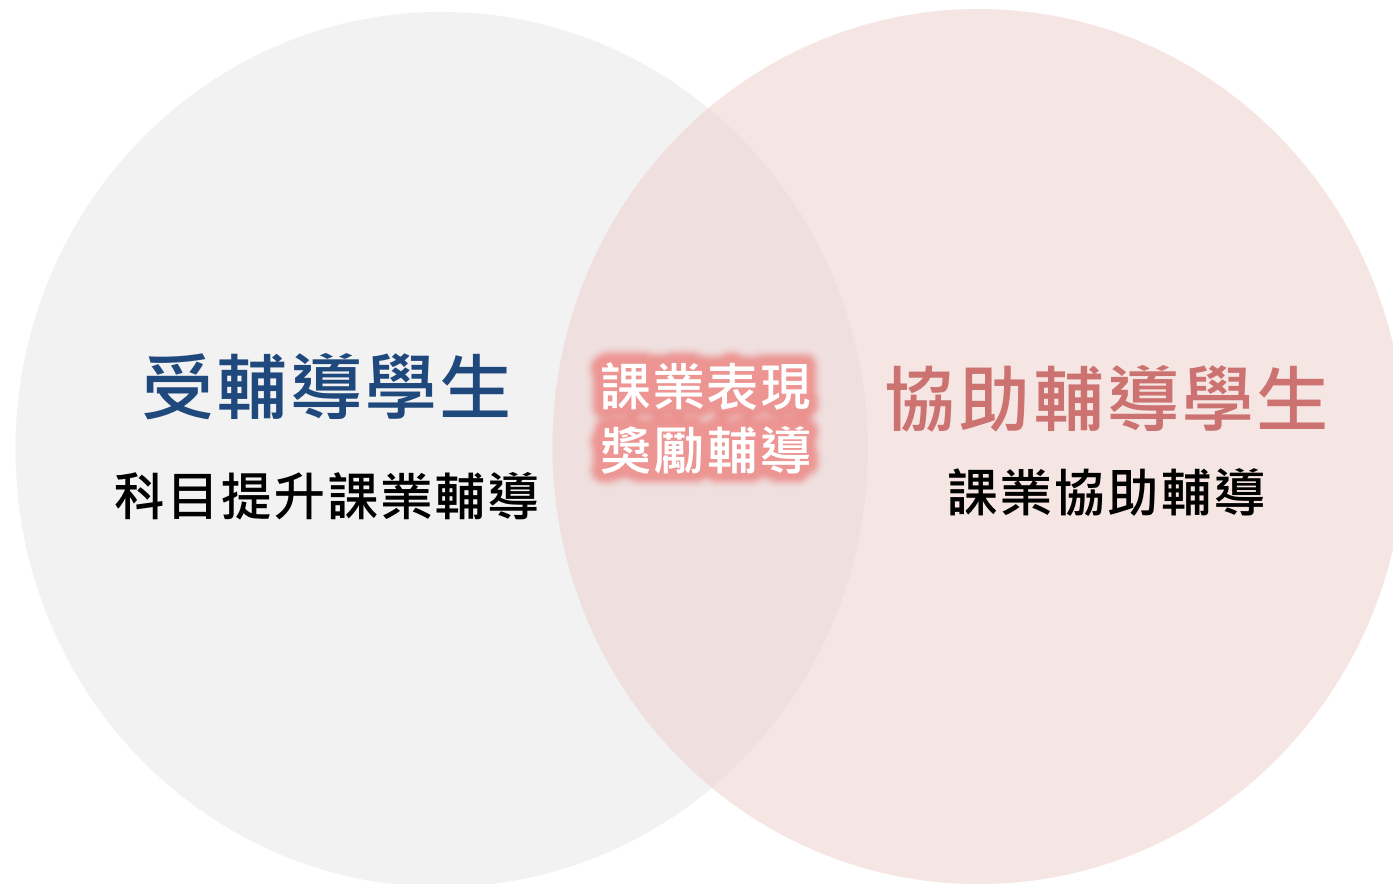 受輔導學生
科目提升課業輔導
課業表現
獎勵輔導
協助輔導學生
課業協助輔導